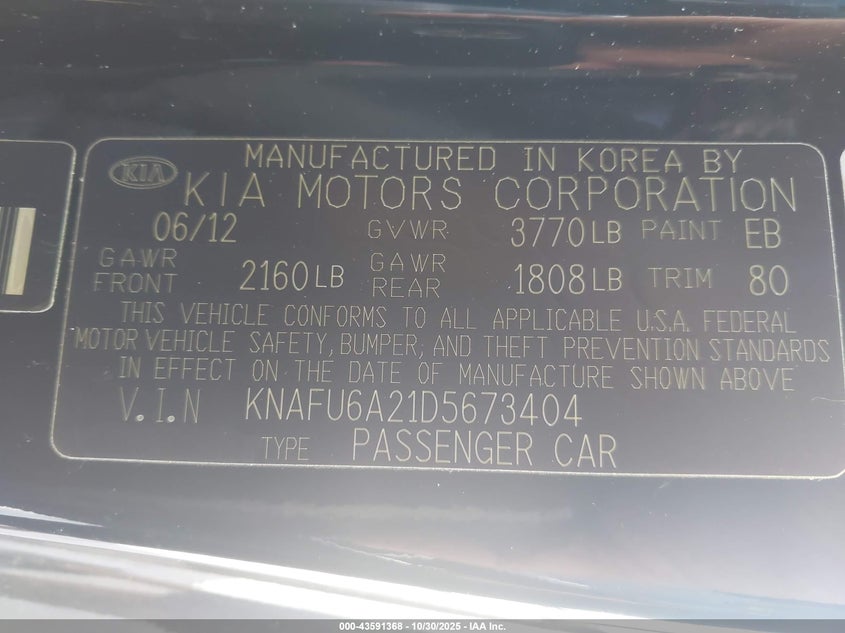 MANUFACTURED IN KOREA BY
KIA KIA MOTORS CORPORATION
06/12 GVWR 3770LB PAINT EB
GAWR FRONT 2160LB GAWR REAR 1808LB TRIM 80
THIS VEHICLE CONFORMS TO ALL APPLICABLE U.S.A. FEDERAL
MOTOR VEHICLE SAFETY, BUMPER, AND THEFT PREVENTION STANDARDS
IN EFFECT ON THE DATE OF MANUFACTURE SHOWN ABOVE
V.I.N KNAFU6A21D5673404
TYPE PASSENGER CAR
000-43591368 - 10/30/2025 - IAA Inc.